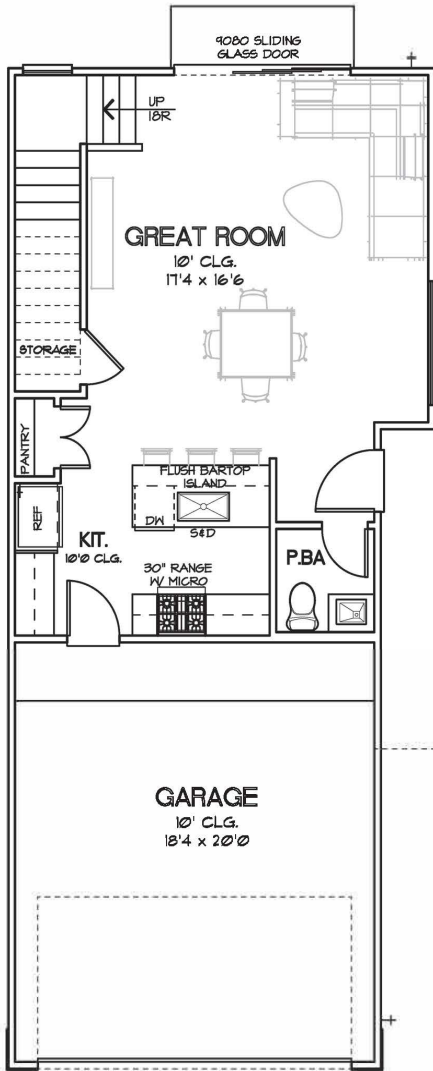 9080 SLIDING
GLASS DOOR
UP
18R
GREAT ROOM
10' CLG.
17'4 x 16'6
STORAGE
PANTRY
FLUSH BARTOP
ISLAND
REF
DW
S&D
KIT.
10'0 CLG.
P.BA
30" RANGE
W/ MICRO
GARAGE
10' CLG.
18'4 x 20'0